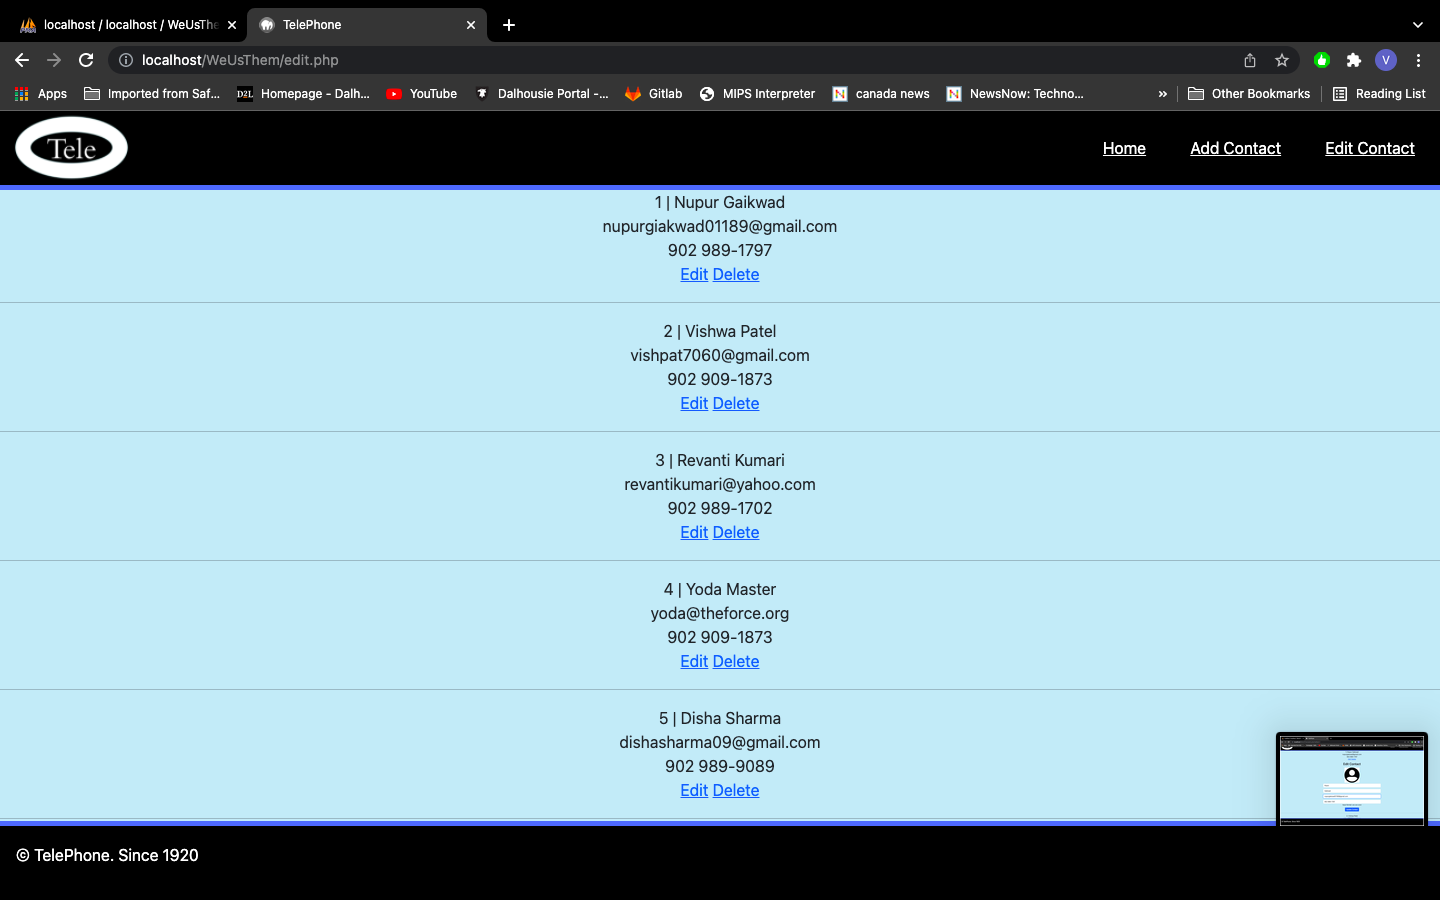 localhost / localhost / WeUsThe
TelePhone
localhost/WeUsThem/edit.php
V
Apps
Imported from Saf...
D2L
Homepage - Dalh...
YouTube
Dalhousie Portal -...
Gitlab
MIPS Interpreter
N
canada news
N
NewsNow: Techno...
»
Other Bookmarks
Reading List
Tele
Home
Add Contact
Edit Contact
1 | Nupur Gaikwad
nupurgiakwad01189@gmail.com
902 989-1797
Edit Delete
2 | Vishwa Patel
vishpat7060@gmail.com
902 909-1873
Edit Delete
3 | Revanti Kumari
revantikumari@yahoo.com
902 989-1702
Edit Delete
4 | Yoda Master
yoda@theforce.org
902 909-1873
Edit Delete
5 | Disha Sharma
dishasharma09@gmail.com
902 989-9089
Edit Delete
© TelePhone. Since 1920